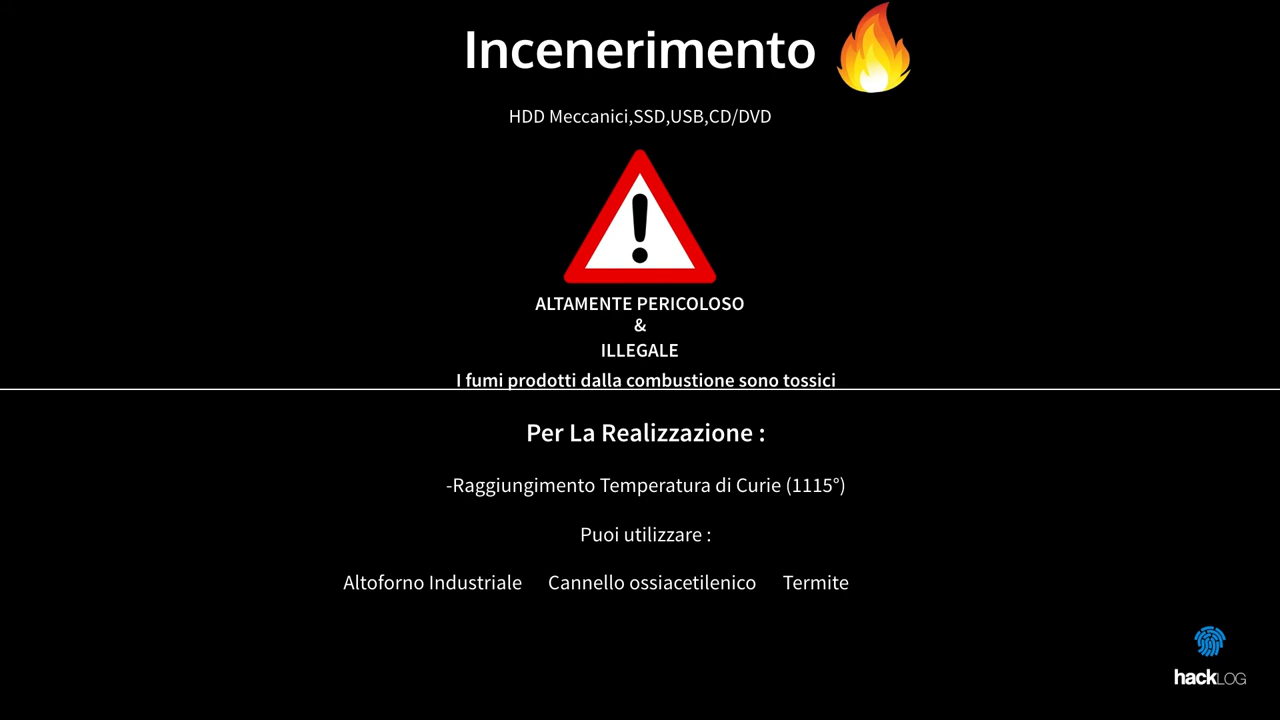 Incenerimento
HDD Meccanici,SSD,USB,CD/DVD
ALTAMENTE PERICOLOSO
&
ILLEGALE
I fumi prodotti dalla combustione sono tossici
Per La Realizzazione :
-Raggiungimento Temperatura di Curie (1115°)
Puoi utilizzare :
Altoforno Industriale Cannello ossiacetilenico Termite
hackLOG